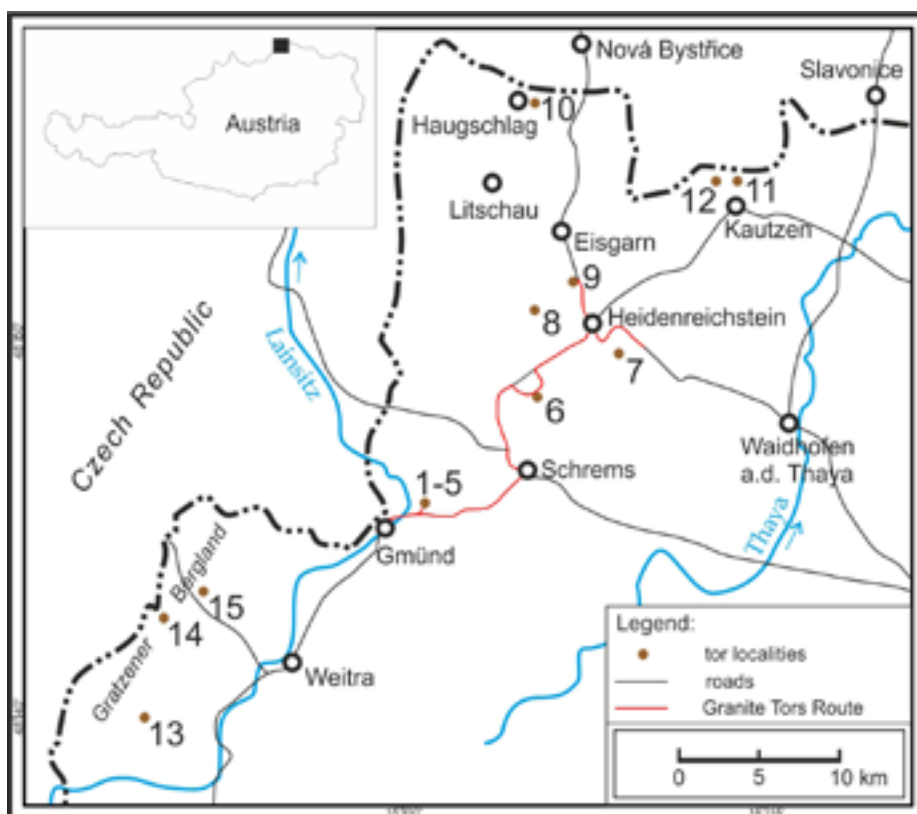 Austria
Nová Bystřice
Slavonice
10
Haugschlag
Litschau
12
11
Kautzen
Eisgarn
9
8
Heidenreichstein
7
6
Czech Republic
Lainsitz
Waidhofen
a.d. Thaya
Schrems
1-5
Gmünd
Thaya
Bergland
15
14
Gratzener
Weitra
13
Legend:
tor localities
roads
Granite Tors Route
0 5 10 km